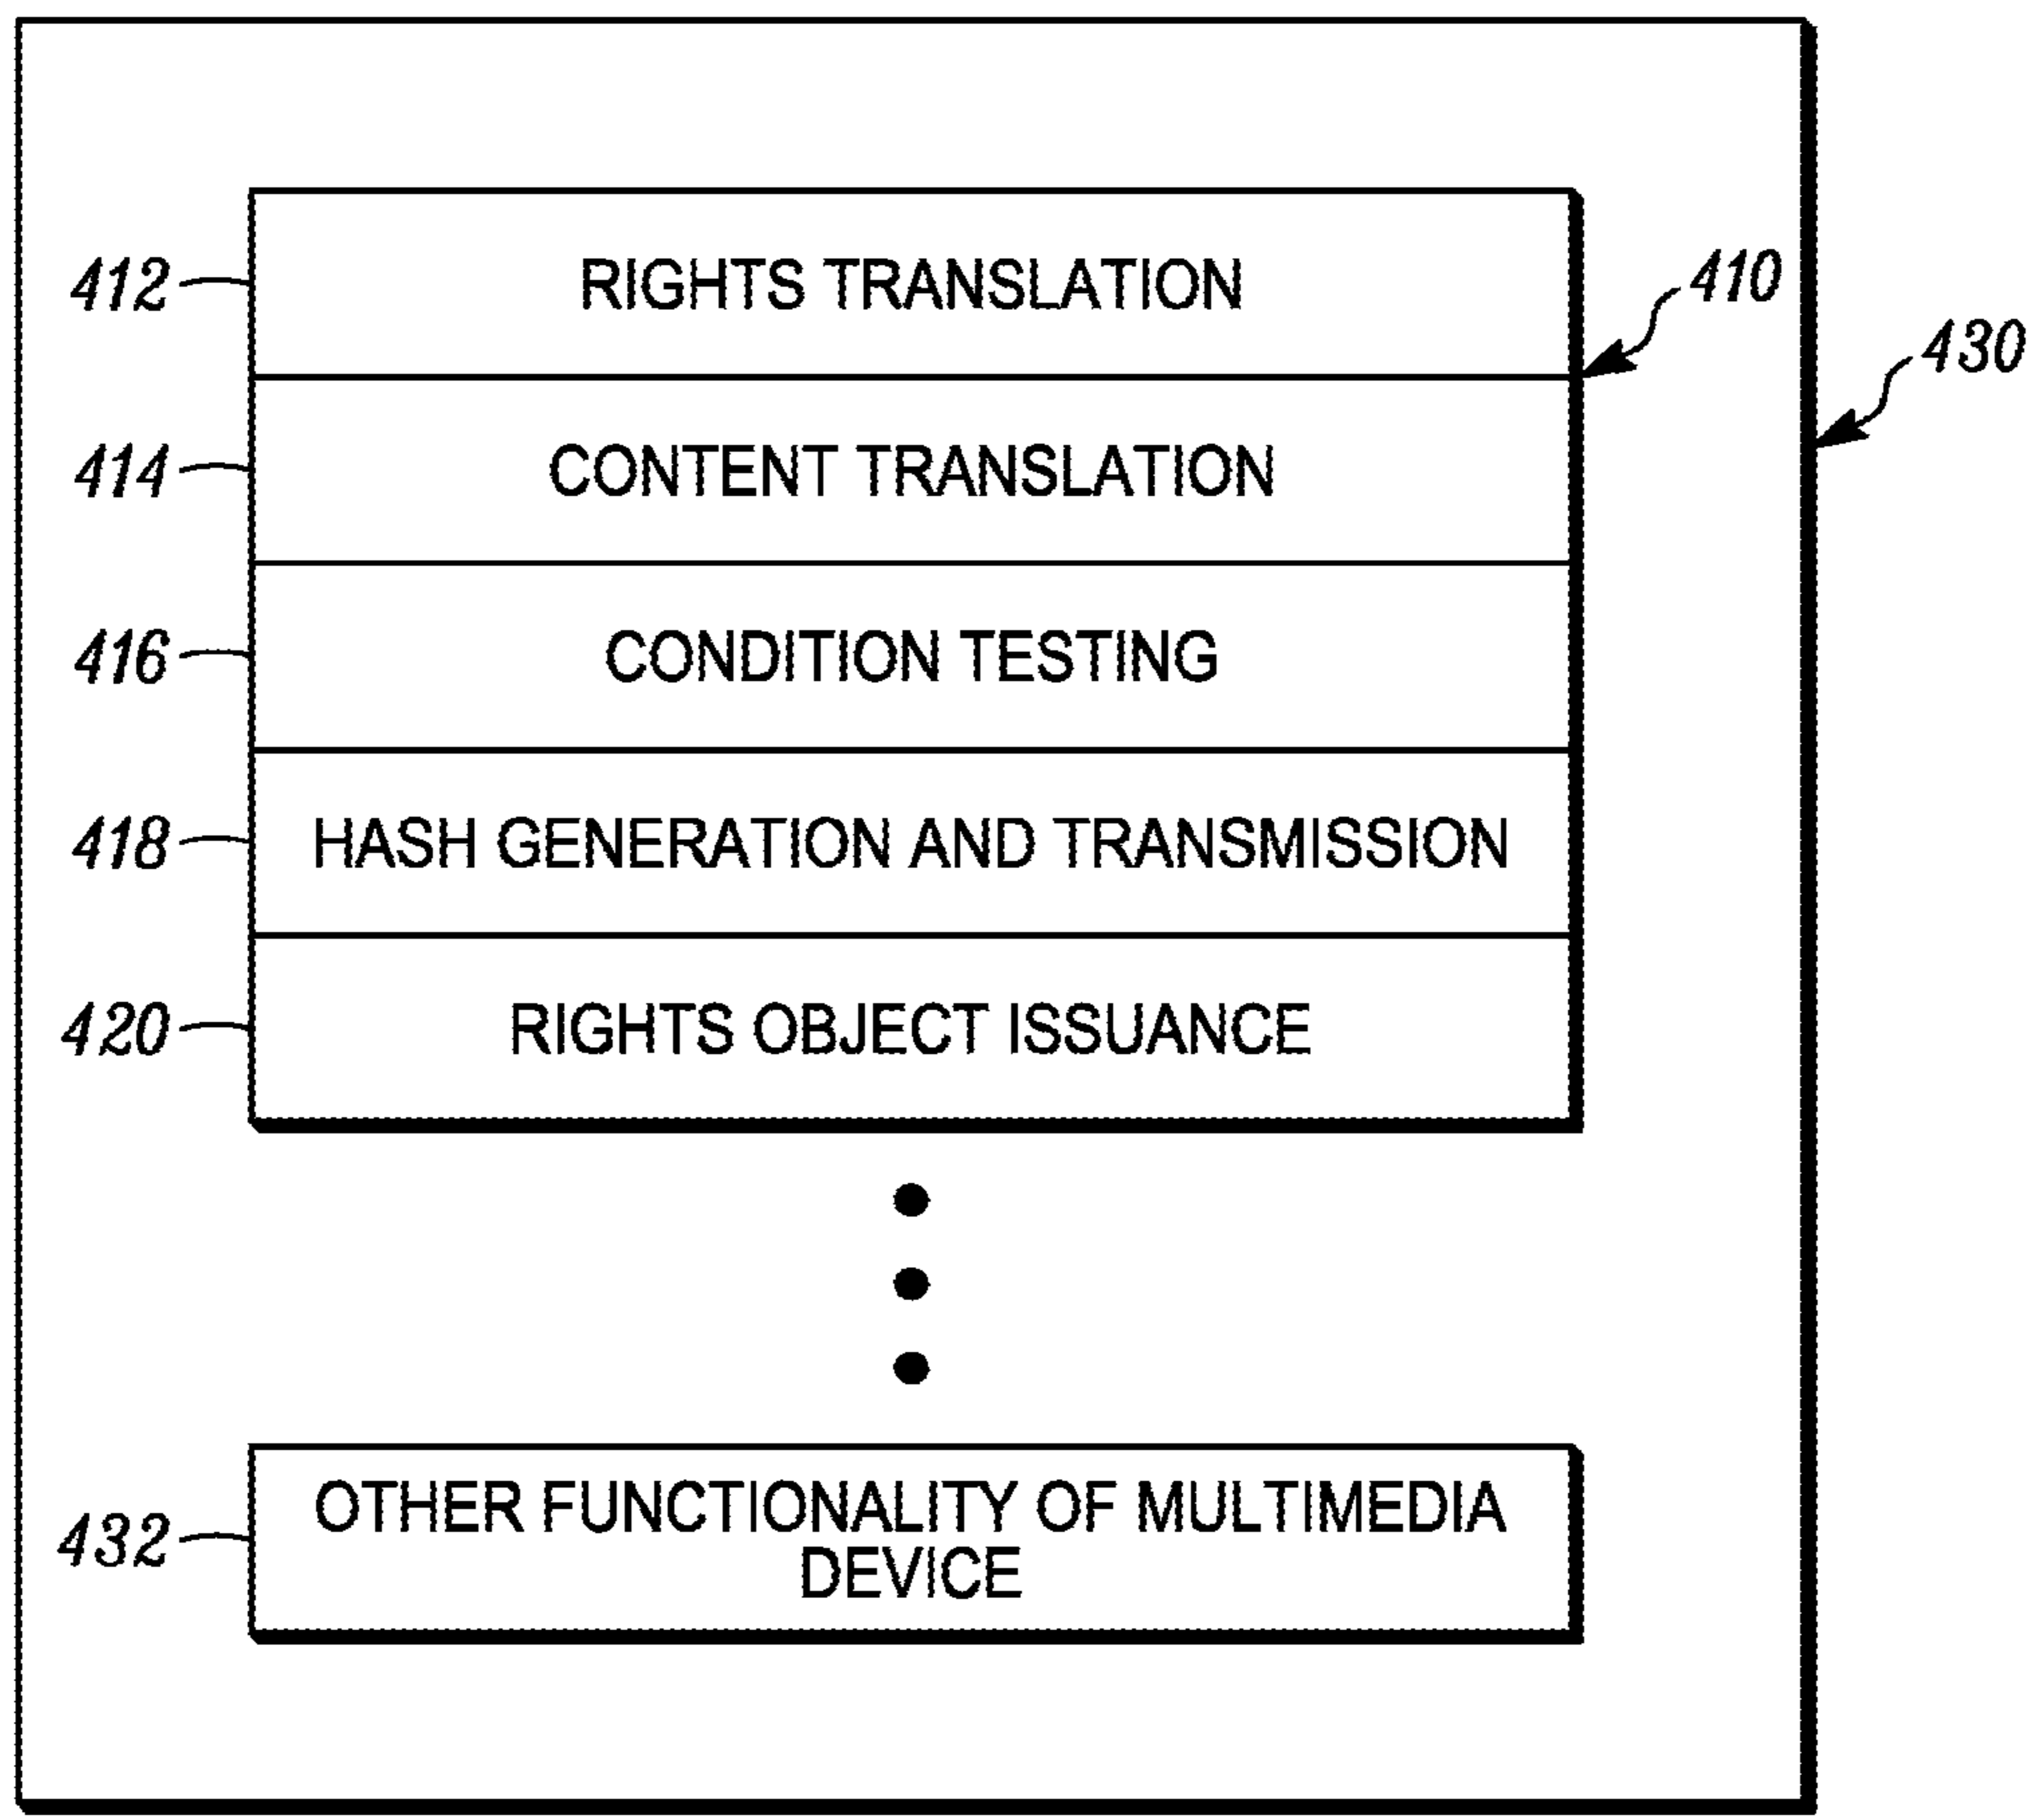 412 RIGHTS TRANSLATION
410
430
414 CONTENT TRANSLATION
416 CONDITION TESTING
418 HASH GENERATION AND TRANSMISSION
420 RIGHTS OBJECT ISSUANCE
432 OTHER FUNCTIONALITY OF MULTIMEDIA
DEVICE